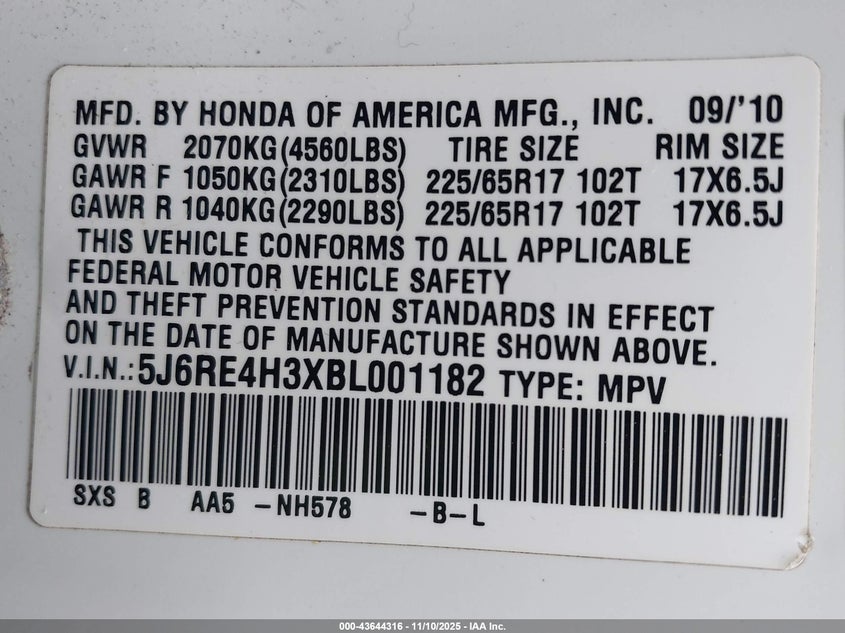 MFD. BY HONDA OF AMERICA MFG., INC. 09/'10
GVWR 2070KG(4560LBS) TIRE SIZE RIM SIZE
GAWR F 1050KG(2310LBS) 225/65R17 102T 17X6.5J
GAWR R 1040KG(2290LBS) 225/65R17 102T 17X6.5J
THIS VEHICLE CONFORMS TO ALL APPLICABLE
FEDERAL MOTOR VEHICLE SAFETY
AND THEFT PREVENTION STANDARDS IN EFFECT
ON THE DATE OF MANUFACTURE SHOWN ABOVE.
V.I.N.:5J6RE4H3XBL001182 TYPE: MPV
SXS B AA5 -NH578 -B-L
000-43644316 - 11/10/2025 - IAA Inc.